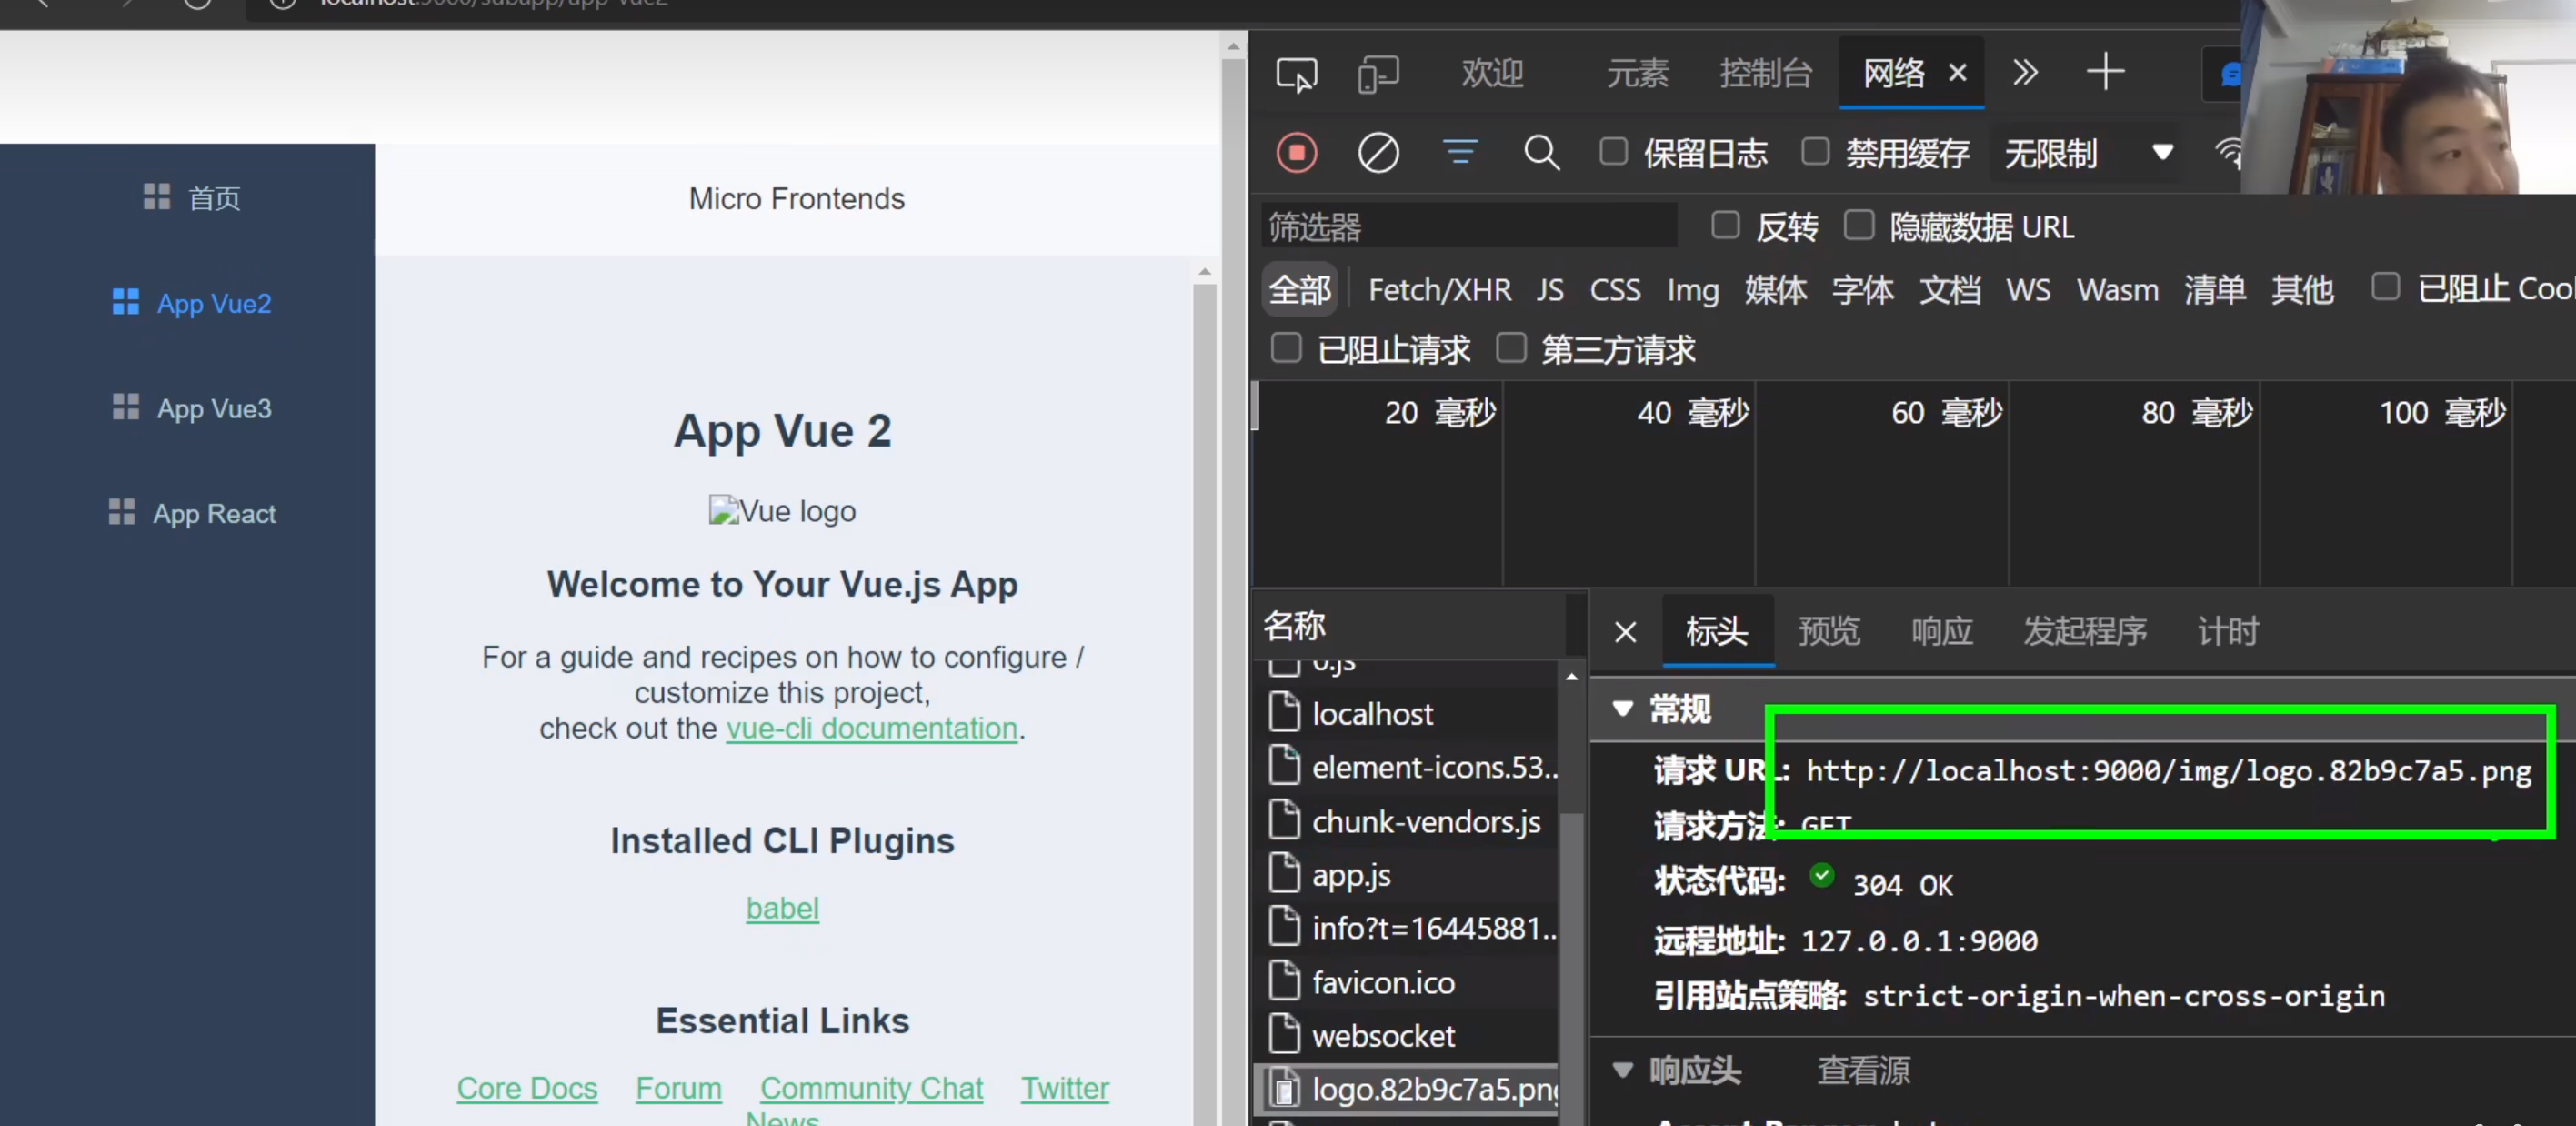 localhost:9000/subapp/app-vue2
欢迎 元素 控制台 网络
保留日志 禁用缓存 无限制
首页
Micro Frontends
筛选器 反转 隐藏数据 URL
App Vue2
全部 Fetch/XHR JS CSS Img 媒体 字体 文档 WS Wasm 清单 其他 已阻止
已阻止请求 第三方请求
App Vue3
20 毫秒 40 毫秒 60 毫秒 80 毫秒 100 毫秒
App React
App Vue 2
Vue logo
Welcome to Your Vue.js App
For a guide and recipes on how to configure /
customize this project,
check out the vue-cli documentation.
Installed CLI Plugins
babel
Essential Links
Core Docs Forum Community Chat Twitter
News
名称
localhost
element-icons.53...
chunk-vendors.js
app.js
info?t=16445881...
favicon.ico
websocket
logo.82b9c7a5.png
标头 预览 响应 发起程序 计时
常规
请求 URL: http://localhost:9000/img/logo.82b9c7a5.png
请求方法: GET
状态代码: 304 OK
远程地址: 127.0.0.1:9000
引用站点策略: strict-origin-when-cross-origin
响应头 查看源